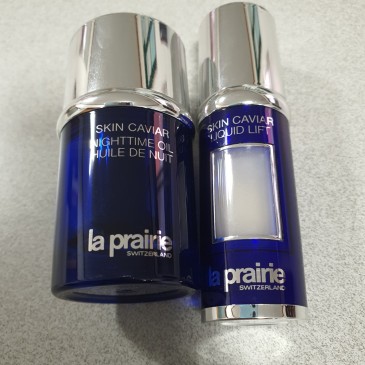 SKIN CAVIAR
NIGHTTIME OIL
HUILE DE NUIT
la prairie
SWITZERLAND
SKIN CAVIAR
LIQUID LIFT
la prairie
SWITZERLAND